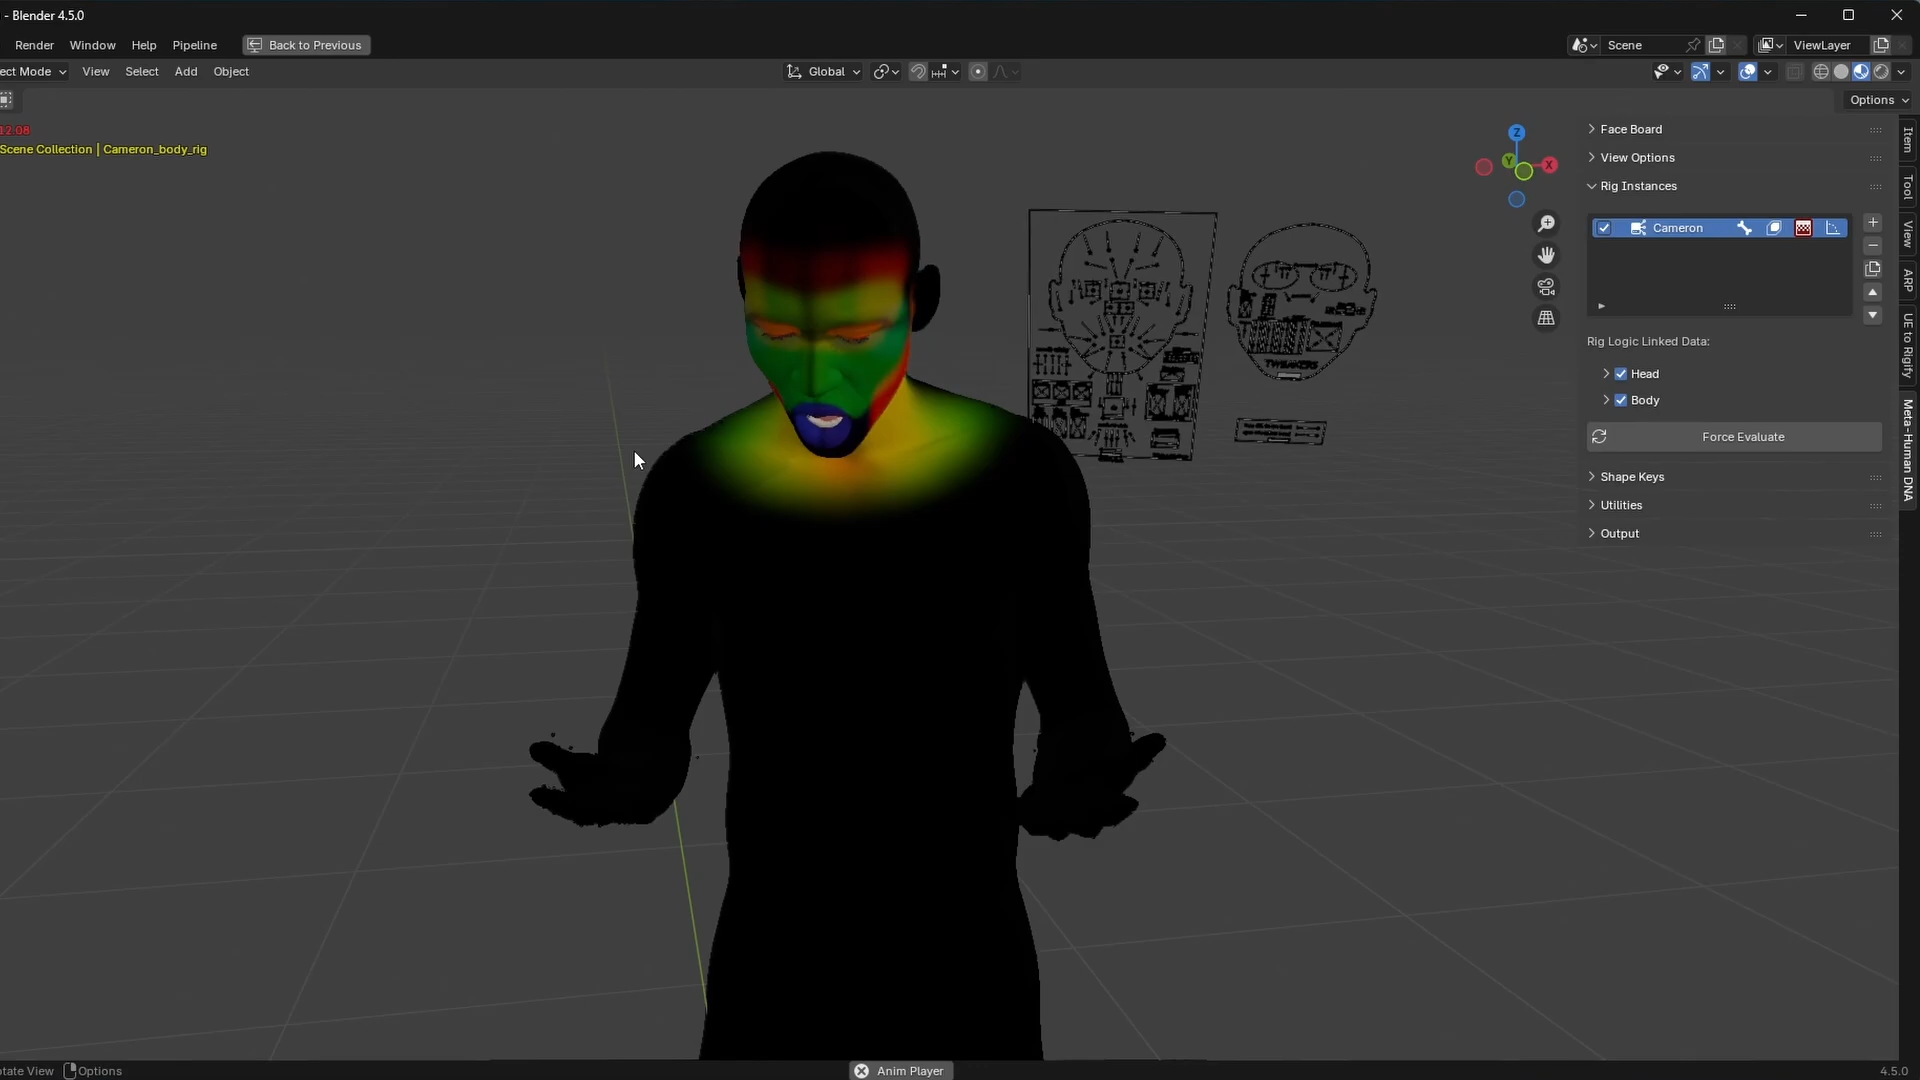 - Blender 4.5.0
Render Window Help Pipeline Back to Previous Scene ViewLayer
ect Mode View Select Add Object Global
Options
12.08
Scene Collection | Cameron_body_rig
Face Board
View Options
Rig Instances
Cameron
Rig Logic Linked Data:
Head
Body
Force Evaluate
Shape Keys
Utilities
Output
Item
Tool
View
ARP
UE to Rigify
Meta-Human DNA
Z
Y
X
TWEAKERS
otate View Options Anim Player 4.5.0